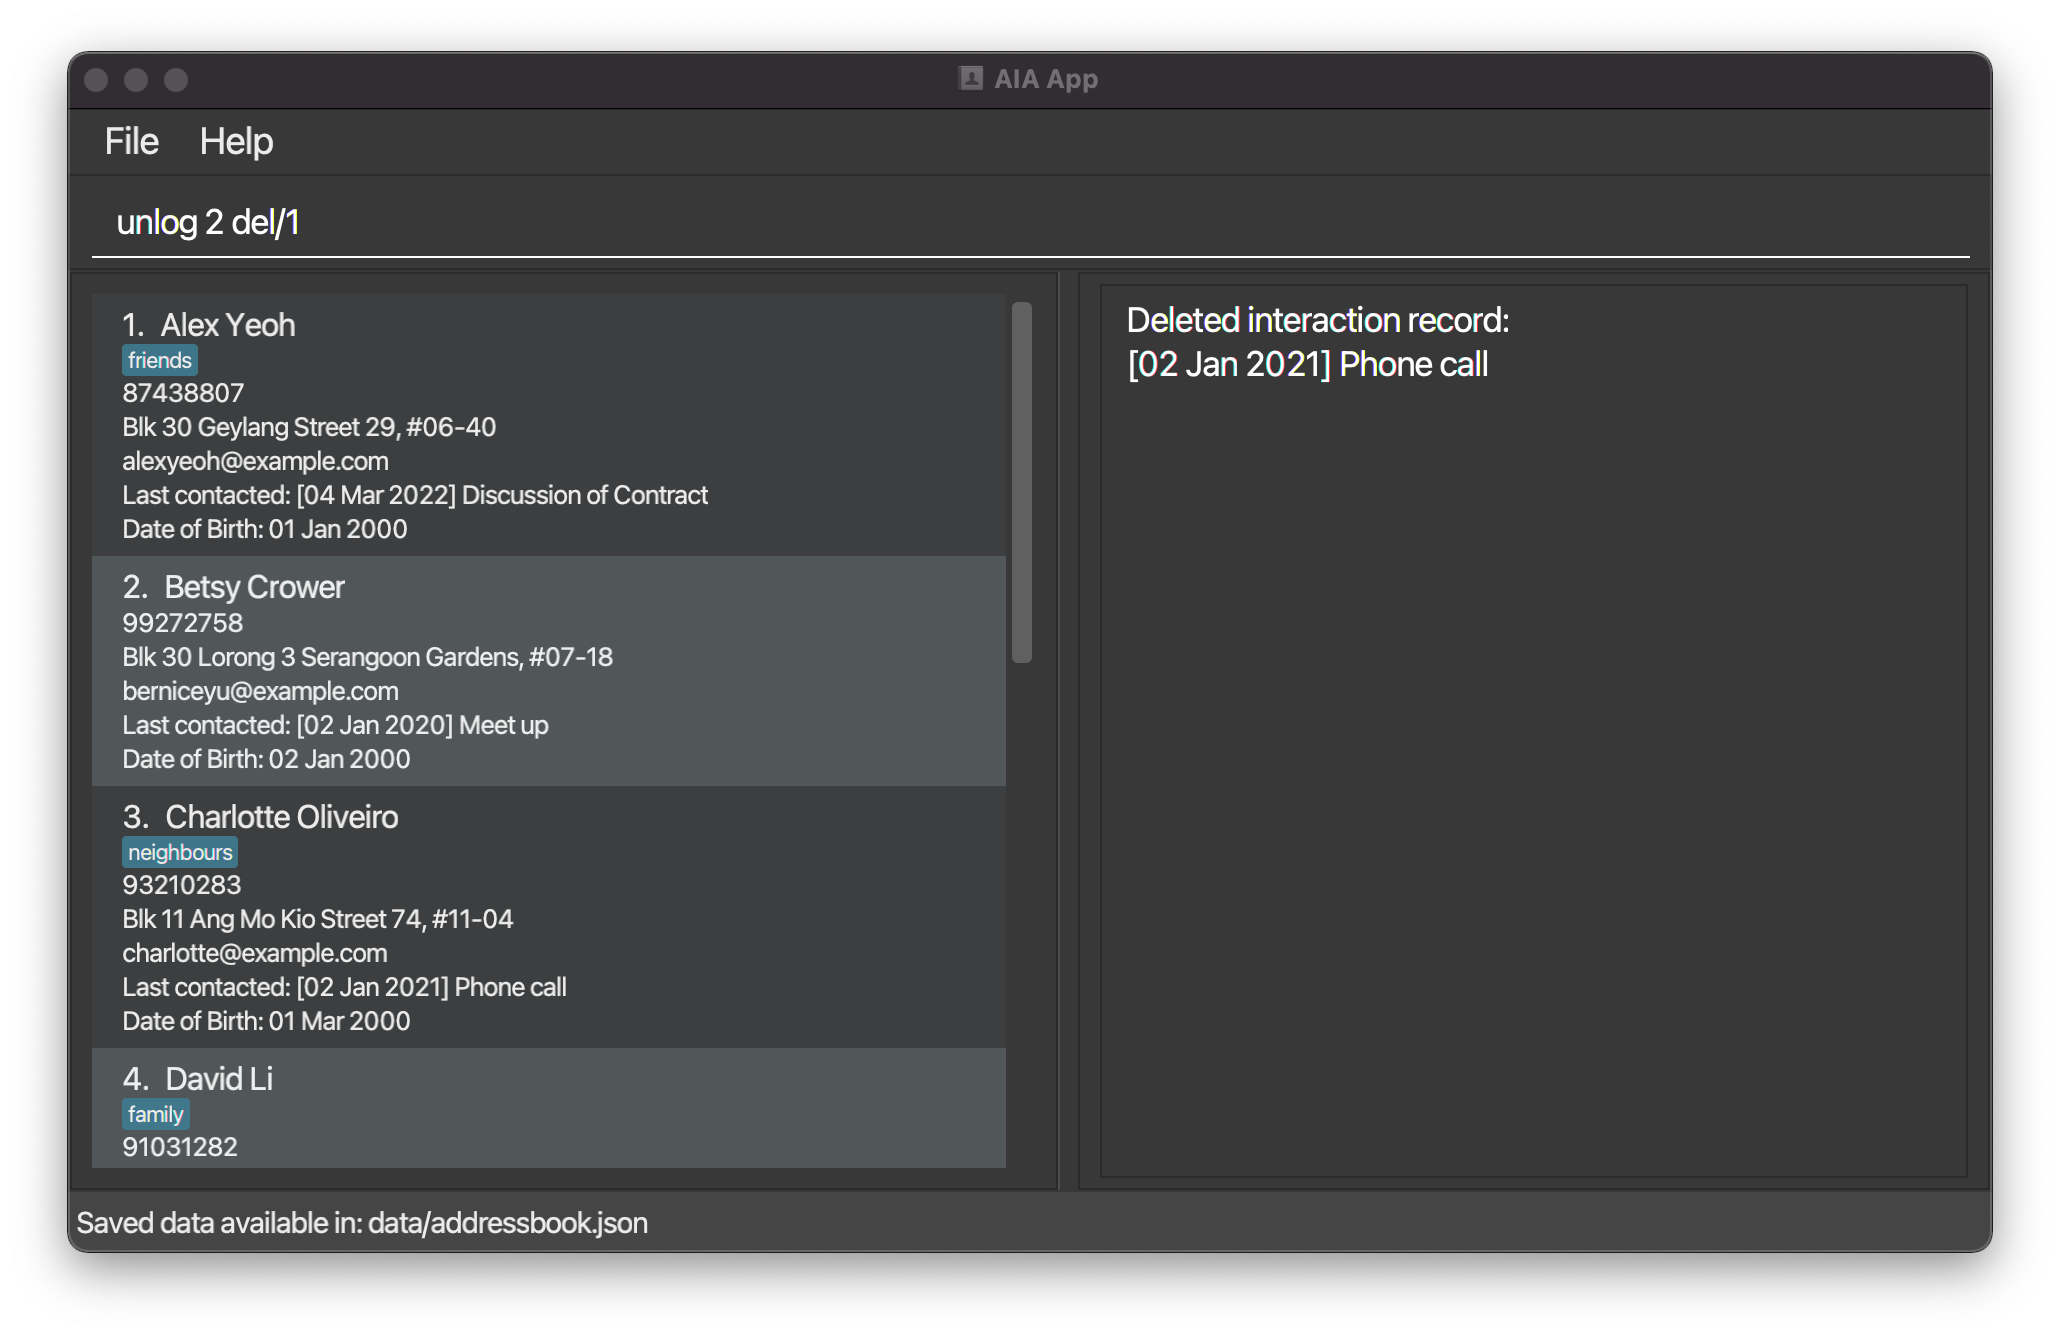 AIA App
File Help
unlog 2 del/1
1. Alex Yeoh
friends
87438807
Blk 30 Geylang Street 29, #06-40
alexyeoh@example.com
Last contacted: [04 Mar 2022] Discussion of Contract
Date of Birth: 01 Jan 2000
2. Betsy Crower
99272758
Blk 30 Lorong 3 Serangoon Gardens, #07-18
berniceyu@example.com
Last contacted: [02 Jan 2020] Meet up
Date of Birth: 02 Jan 2000
3. Charlotte Oliveiro
neighbours
93210283
Blk 11 Ang Mo Kio Street 74, #11-04
charlotte@example.com
Last contacted: [02 Jan 2021] Phone call
Date of Birth: 01 Mar 2000
4. David Li
family
91031282
Deleted interaction record:
[02 Jan 2021] Phone call
Saved data available in: data/addressbook.json